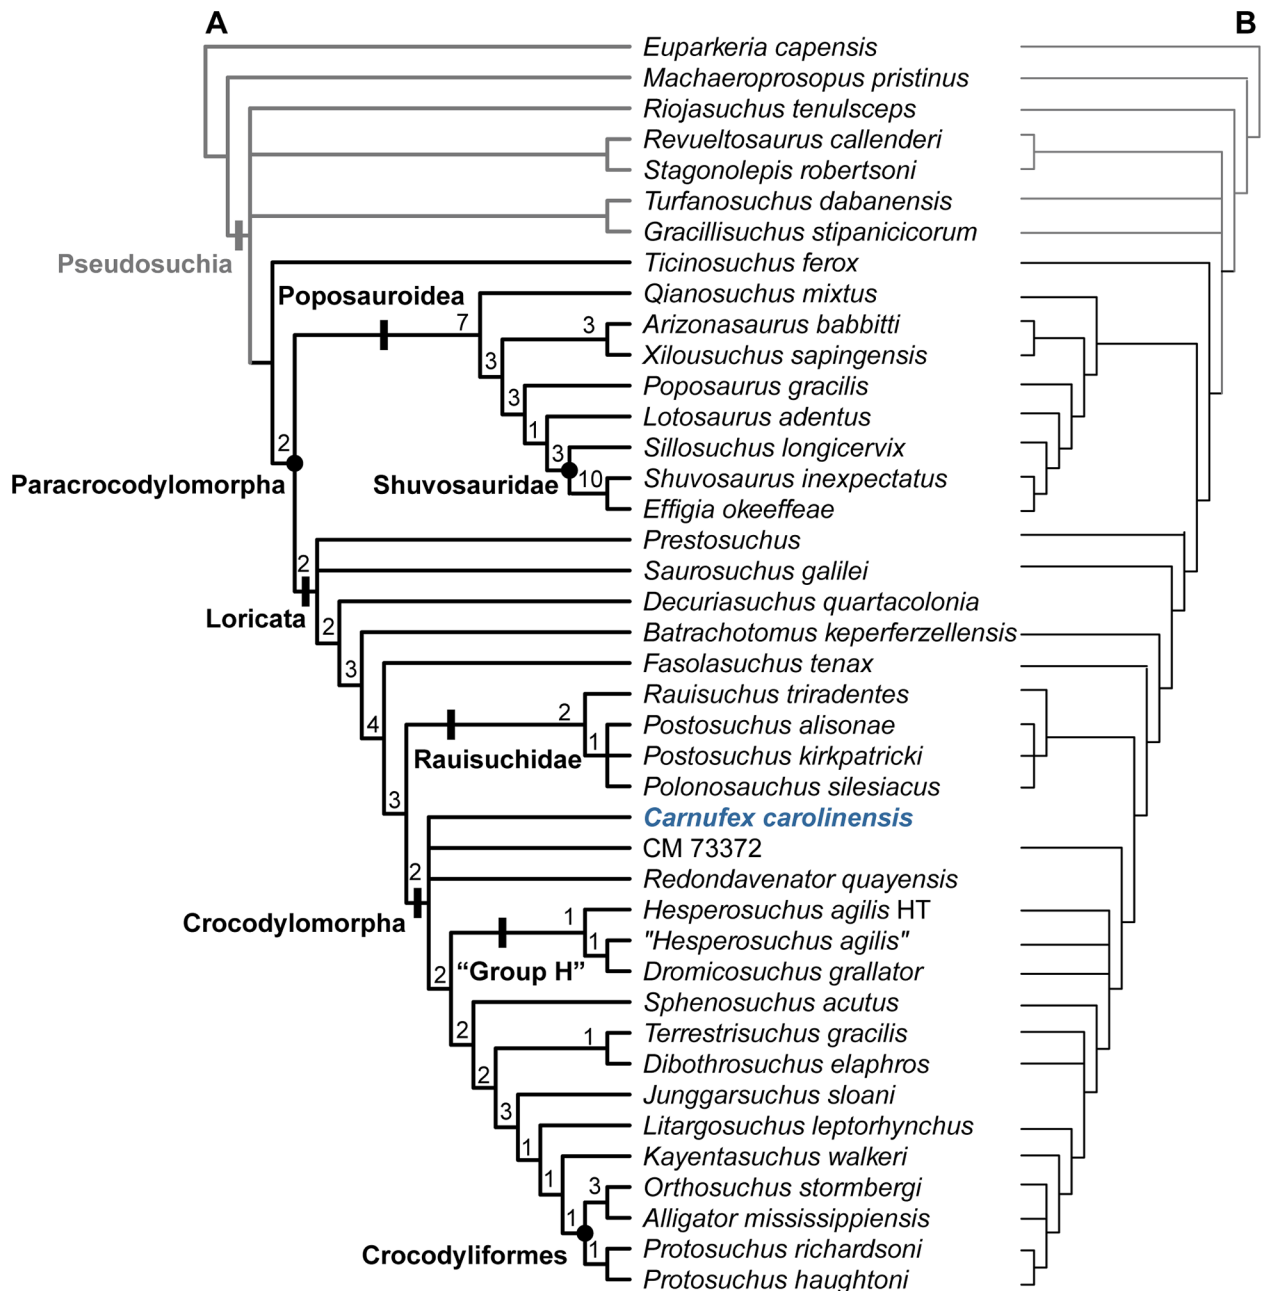 A B
Euparkeria capensis
Machaeroprosopus pristinus
Riojasuchus tenulsceps
Revueltosaurus callenderi
Stagonolepis robertsoni
Turfanosuchus dabanensis
Gracillisuchus stipanicicorum
Pseudosuchia
Ticinosuchus ferox
Poposauroidea
Qianosuchus mixtus
7
3
Arizonasaurus babbitti
Xilousuchus sapingensis
3
Poposaurus gracilis
3
Lotosaurus adentus
1
2
Sillosuchus longicervix
3
Paracrocodylomorpha
Shuvosauridae
10
Shuvosaurus inexpectatus
Effigia okeeffeae
Prestosuchus
2
Saurosuchus galilei
Decuriasuchus quartacolonia
Loricata
2
Batrachotomus keperferzellensis
3
Fasolasuchus tenax
Rauisuchus triradentes
2
4
Postosuchus alisonae
1
Rauisuchidae
Postosuchus kirkpatricki
Polonosauchus silesiacus
3
Carnufex carolinensis
CM 73372
2
Redondavenator quayensis
Crocodylomorpha
1
Hesperosuchus agilis HT
1
"Hesperosuchus agilis"
2
“Group H”
Dromicosuchus grallator
Sphenosuchus acutus
2
1
Terrestrisuchus gracilis
Dibothrosuchus elaphros
2
Junggarsuchus sloani
3
Litargosuchus leptorhynchus
1
Kayentasuchus walkeri
1
3
Orthosuchus stormbergi
1
Alligator mississippiensis
Crocodyliformes
1
Protosuchus richardsoni
Protosuchus haughtoni